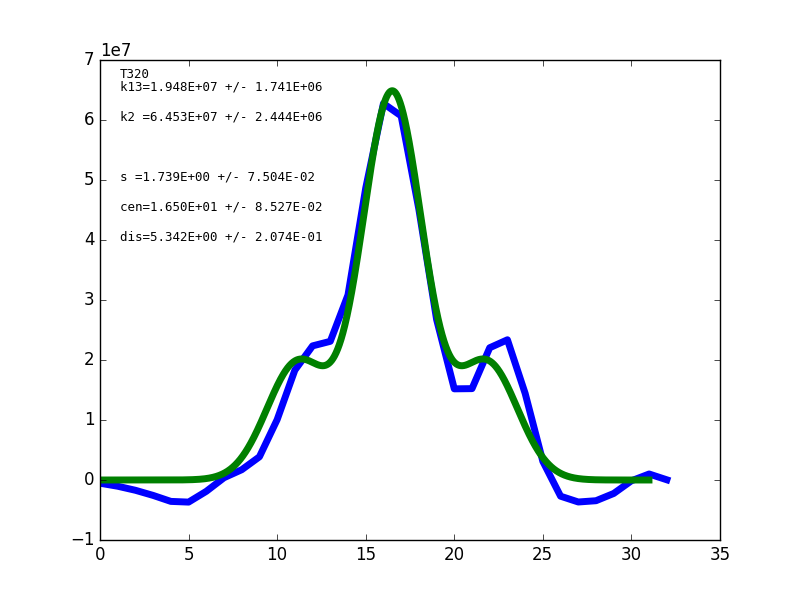 1e7
T320
k13=1.948E+07 +/- 1.741E+06
k2 =6.453E+07 +/- 2.444E+06
s =1.739E+00 +/- 7.504E-02
cen=1.650E+01 +/- 8.527E-02
dis=5.342E+00 +/- 2.074E-01
7
6
5
4
3
2
1
0
−1
0 5 10 15 20 25 30 35